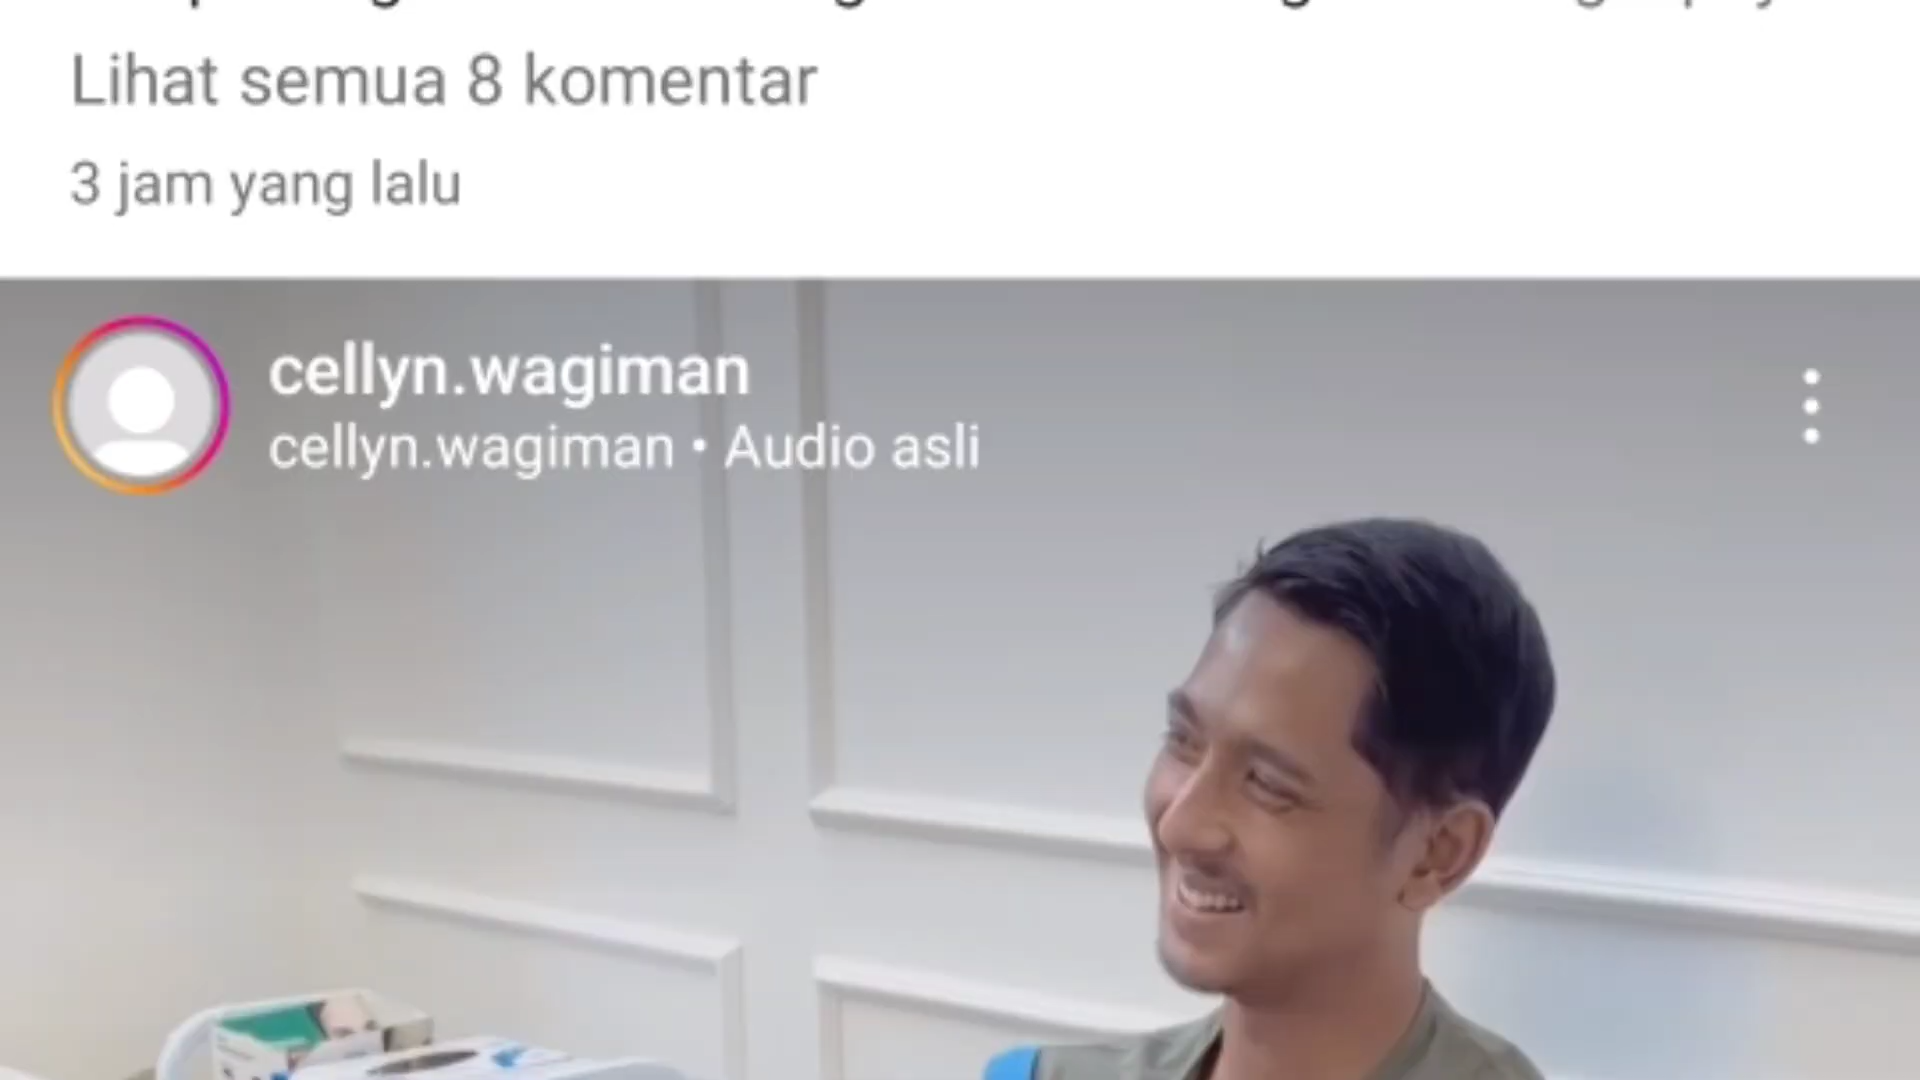 Lihat semua 8 komentar
3 jam yang lalu
cellyn.wagiman
cellyn.wagiman • Audio asli